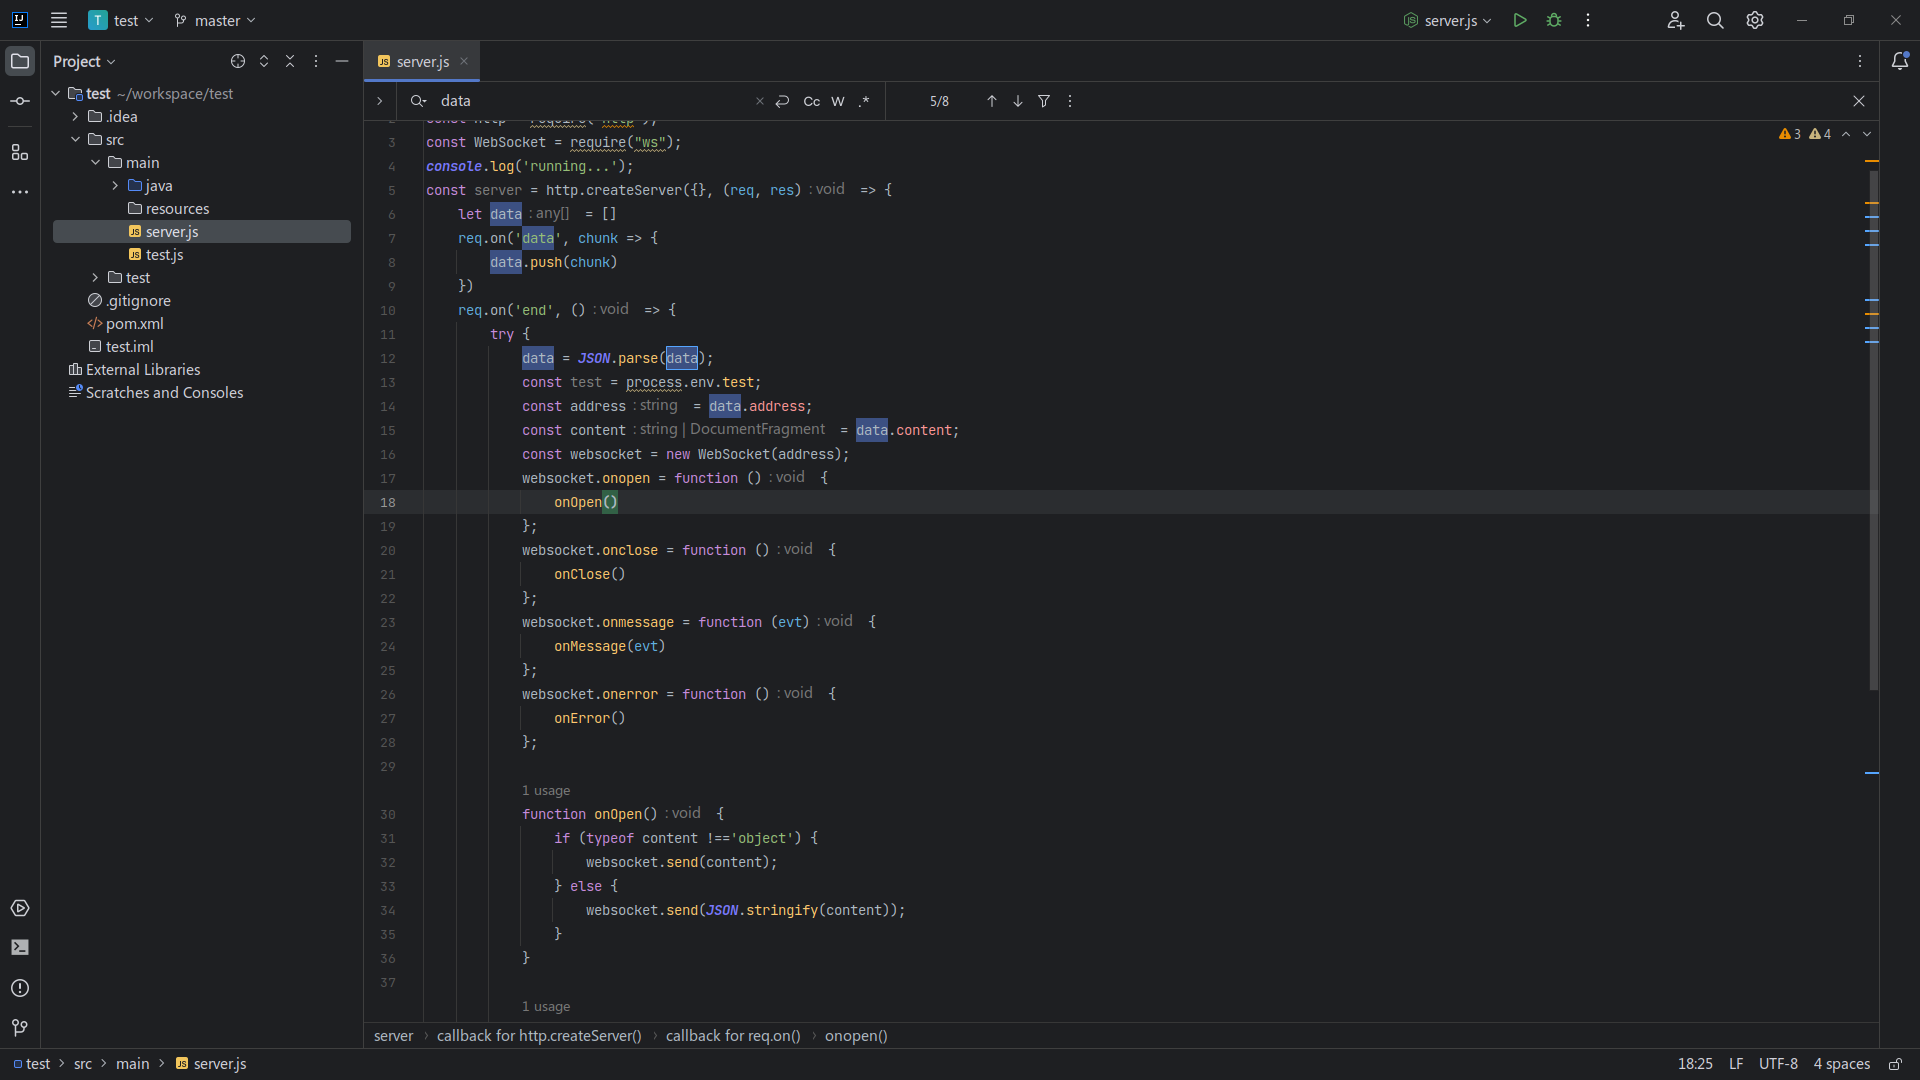 IJ T test master server.js
Project
server.js
test ~/workspace/test
.idea
src
main
java
resources
server.js
test.js
test
.gitignore
pom.xml
test.iml
External Libraries
Scratches and Consoles
data Cc W .* 5/8
3 4
2 const http = require("http");
3 const WebSocket = require("ws");
4 console.log('running...');
5 const server = http.createServer({}, (req, res) : void => {
6 let data : any[] = []
7 req.on('data', chunk => {
8 data.push(chunk)
9 })
10 req.on('end', () : void => {
11 try {
12 data = JSON.parse(data);
13 const test = process.env.test;
14 const address : string = data.address;
15 const content : string | DocumentFragment = data.content;
16 const websocket = new WebSocket(address);
17 websocket.onopen = function () : void {
18 onOpen()
19 };
20 websocket.onclose = function () : void {
21 onClose()
22 };
23 websocket.onmessage = function (evt) : void {
24 onMessage(evt)
25 };
26 websocket.onerror = function () : void {
27 onError()
28 };
29
1 usage
30 function onOpen() : void {
31 if (typeof content !=='object') {
32 websocket.send(content);
33 } else {
34 websocket.send(JSON.stringify(content));
35 }
36 }
37
1 usage
server › callback for http.createServer() › callback for req.on() › onopen()
test > src > main > JS server.js
18:25 LF UTF-8 4 spaces